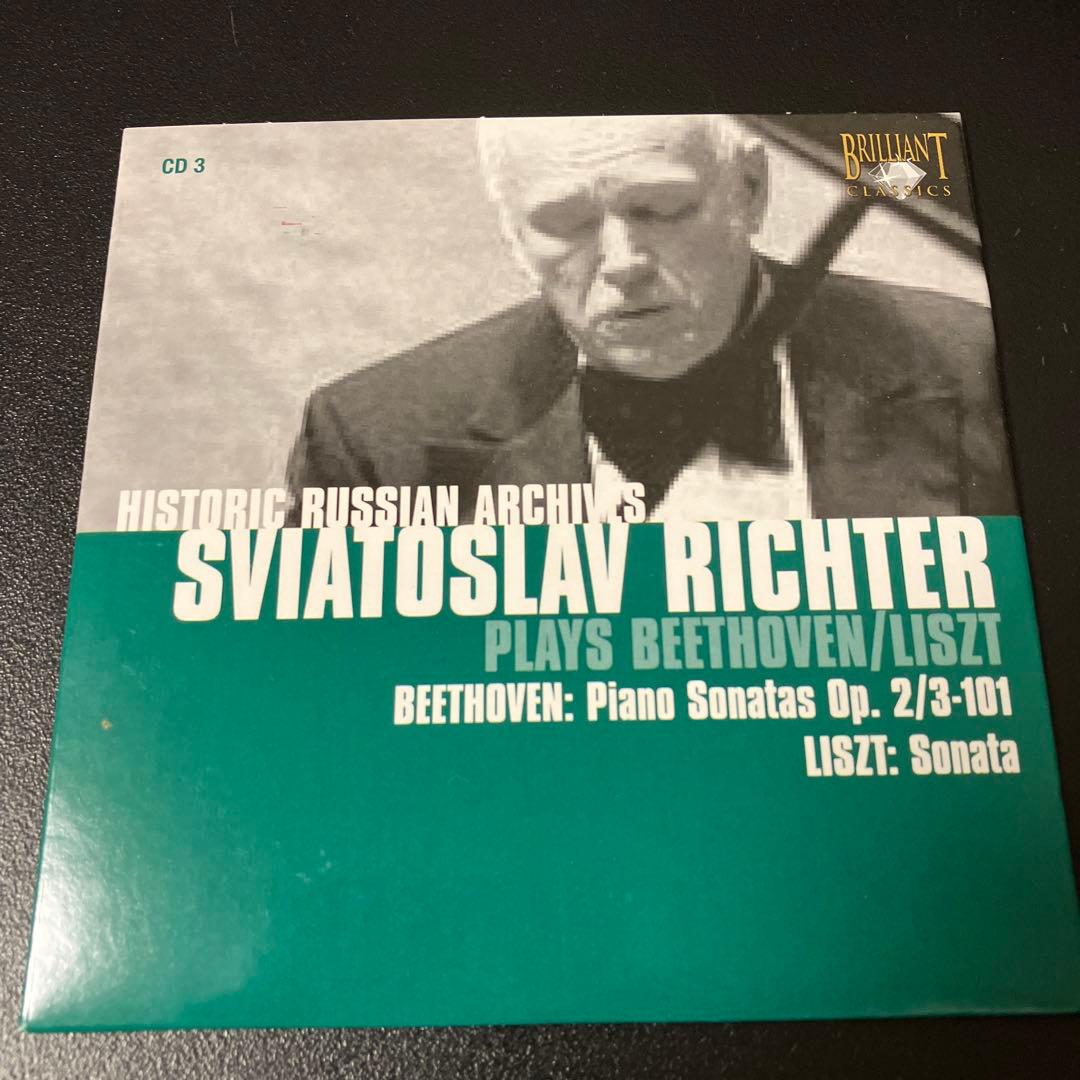 CD 3
BRILLIANT
CLASSICS
HISTORIC RUSSIAN ARCHIVES
SVIATOSLAV RICHTER
PLAYS BEETHOVEN/LISZT
BEETHOVEN: Piano Sonatas Op. 2/3-101
LISZT: Sonata